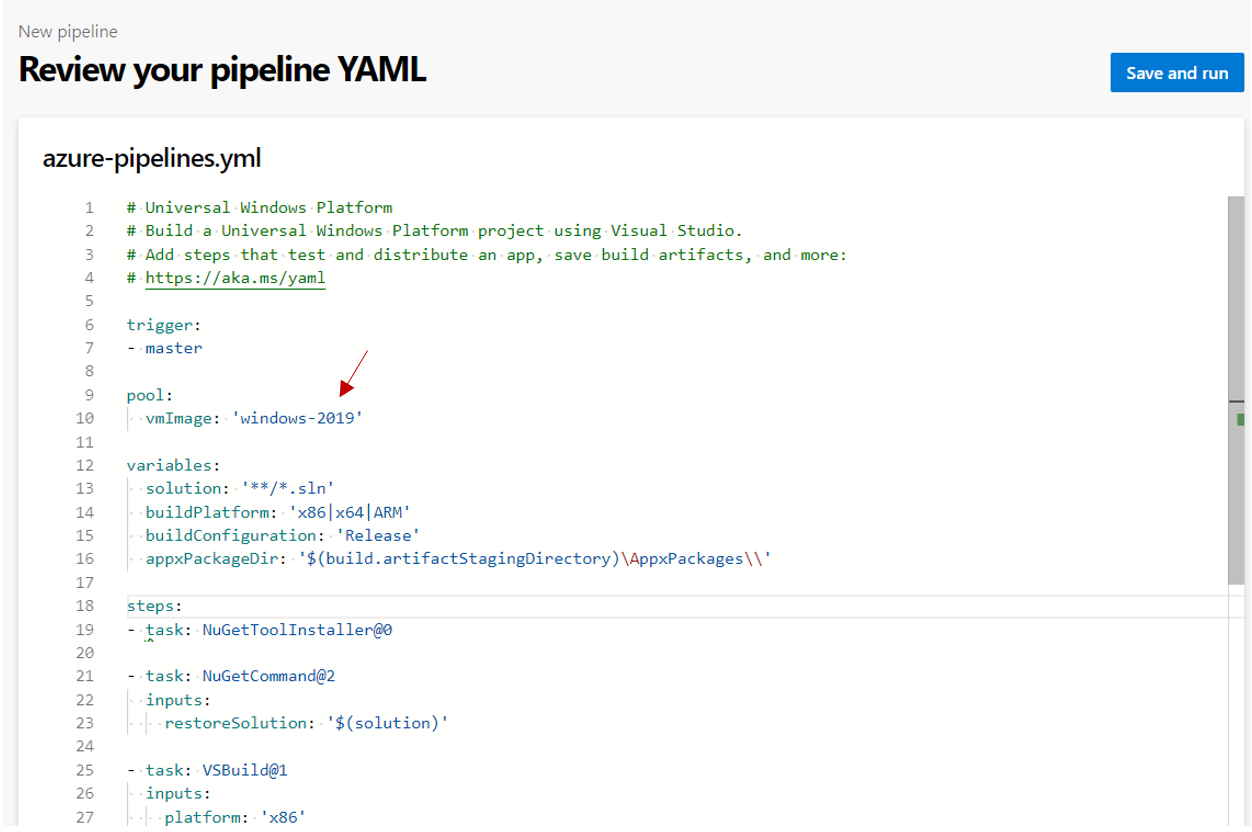 New pipeline
Review your pipeline YAML
Save and run
azure-pipelines.yml
1 # Universal Windows Platform
2 # Build a Universal Windows Platform project using Visual Studio.
3 # Add steps that test and distribute an app, save build artifacts, and more:
4 # https://aka.ms/yaml
5
6 trigger:
7 - master
8
9 pool:
10   vmImage: 'windows-2019'
11
12 variables:
13   solution: '**/*.sln'
14   buildPlatform: 'x86|x64|ARM'
15   buildConfiguration: 'Release'
16   appxPackageDir: '$(build.artifactStagingDirectory)\AppxPackages\\'
17
18 steps:
19 - task: NuGetToolInstaller@0
20
21 - task: NuGetCommand@2
22   inputs:
23     restoreSolution: '$(solution)'
24
25 - task: VSBuild@1
26   inputs:
27     platform: 'x86'